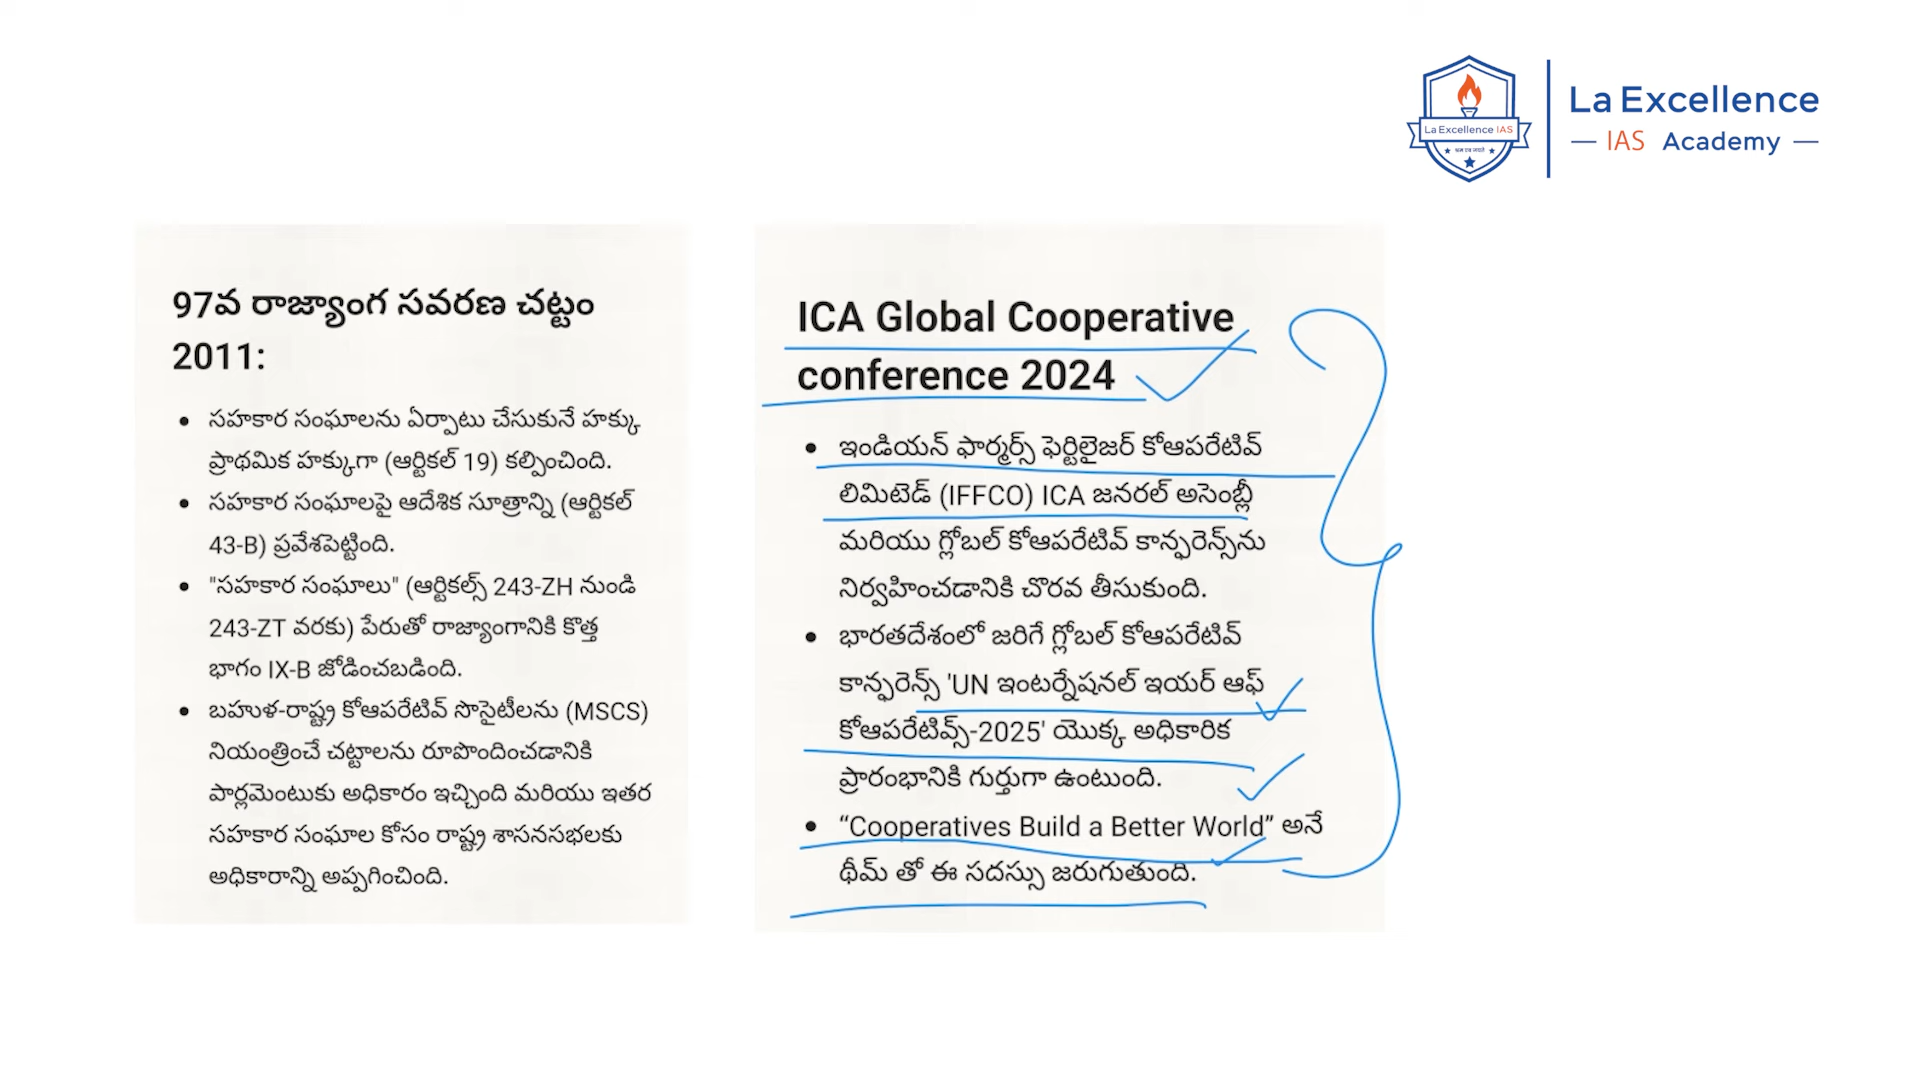 La Excellence
IAS Academy
La Excellence IAS
97వ రాజ్యాంగ సవరణ చట్టం
2011:
• సహకార సంఘాలను ఏర్పాటు చేసుకునే హక్కు
ప్రాథమిక హక్కుగా (ఆర్టికల్ 19) కల్పించింది.
• సహకార సంఘాలపై ఆదేశిక సూత్రాన్ని (ఆర్టికల్
43-B) ప్రవేశపెట్టింది.
• "సహకార సంఘాలు" (ఆర్టికల్స్ 243-ZH నుండి
243-ZT వరకు) పేరుతో రాజ్యాంగానికి కొత్త
భాగం IX-B జోడించబడింది.
• బహుళ-రాష్ట్ర కోఆపరేటివ్ సొసైటీలను (MSCS)
నియంత్రించే చట్టాలను రూపొందించడానికి
పార్లమెంటుకు అధికారం ఇచ్చింది మరియు ఇతర
సహకార సంఘాల కోసం రాష్ట్ర శాసనసభలకు
అధికారాన్ని అప్పగించింది.
ICA Global Cooperative
conference 2024
• ఇండియన్ ఫార్మర్స్ ఫెర్టిలైజర్ కోఆపరేటివ్
లిమిటెడ్ (IFFCO) ICA జనరల్ అసెంబ్లీ
మరియు గ్లోబల్ కోఆపరేటివ్ కాన్ఫరెన్స్‌ను
నిర్వహించడానికి చొరవ తీసుకుంది.
• భారతదేశంలో జరిగే గ్లోబల్ కోఆపరేటివ్
కాన్ఫరెన్స్ 'UN ఇంటర్నేషనల్ ఇయర్ ఆఫ్
కోఆపరేటివ్స్-2025' యొక్క అధికారిక
ప్రారంభానికి గుర్తుగా ఉంటుంది.
• “Cooperatives Build a Better World” అనే
థీమ్ తో ఈ సదస్సు జరుగుతుంది.